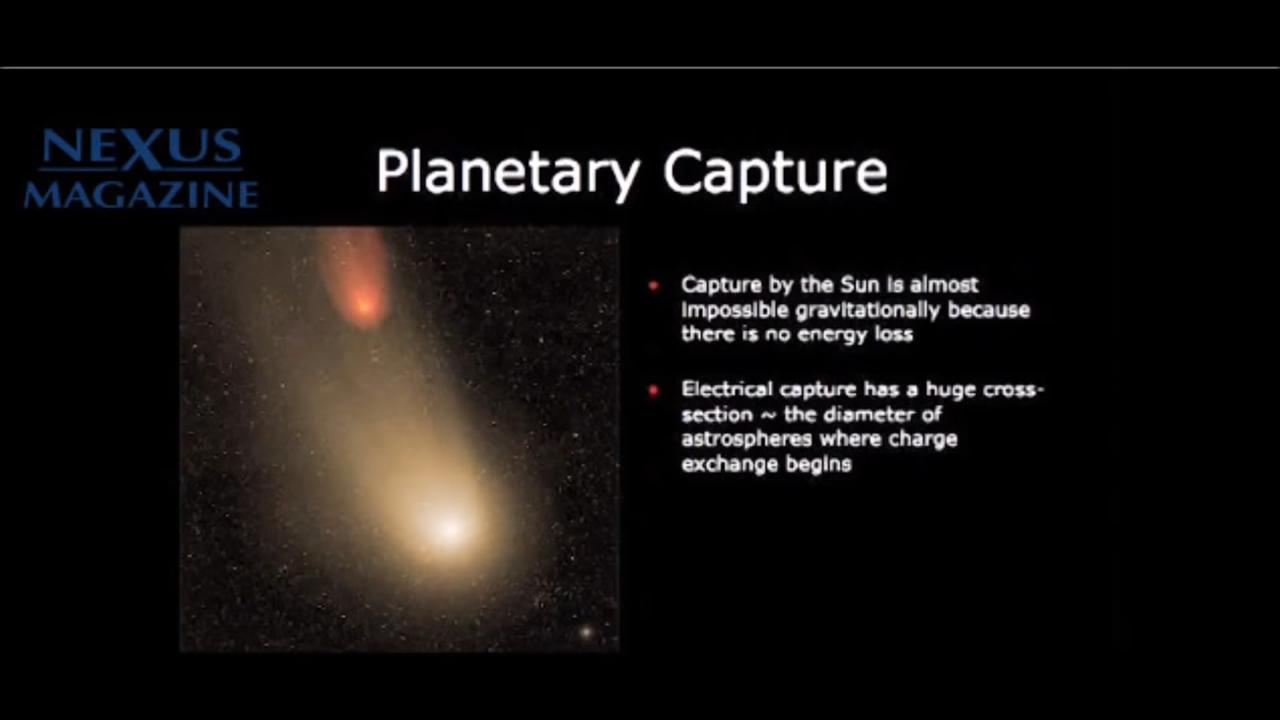 NEXUS
MAGAZINE
Planetary Capture
• Capture by the Sun is almost
impossible gravitationally because
there is no energy loss
• Electrical capture has a huge cross-
section ~ the diameter of
astrospheres where charge
exchange begins